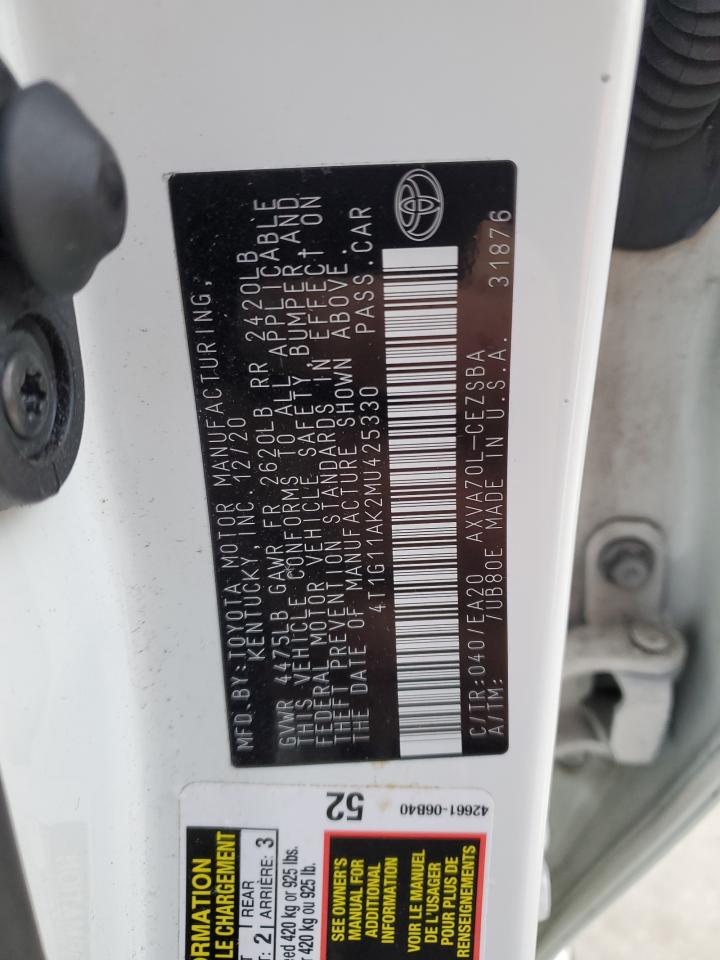 MFD. BY: TOYOTA MOTOR MANUFACTURING,
KENTUCKY, INC. 12/20
GVWR 4475LB GAWR FR 2620LB RR 2420LB
THIS VEHICLE CONFORMS TO ALL APPLICABLE
FEDERAL MOTOR VEHICLE SAFETY, BUMPER, AND
THEFT PREVENTION STANDARDS IN EFFECT ON
THE DATE OF MANUFACTURE SHOWN ABOVE.
4T1G11AK2MU425330 PASS. CAR
C/TR: 040/EA20 AXVA70L-CEZSBA
A/TM: /UB80E MADE IN U.S.A. 31876
52
42661-06B40
FORMATION
LE CHARGEMENT
2 REAR
ARRIÈRE: 3
420 kg or 925 lbs.
420 kg ou 925 lb.
SEE OWNER'S
MANUAL FOR
ADDITIONAL
INFORMATION
VOIR LE MANUEL
DE L'USAGER
POUR PLUS DE
RENSEIGNEMENTS